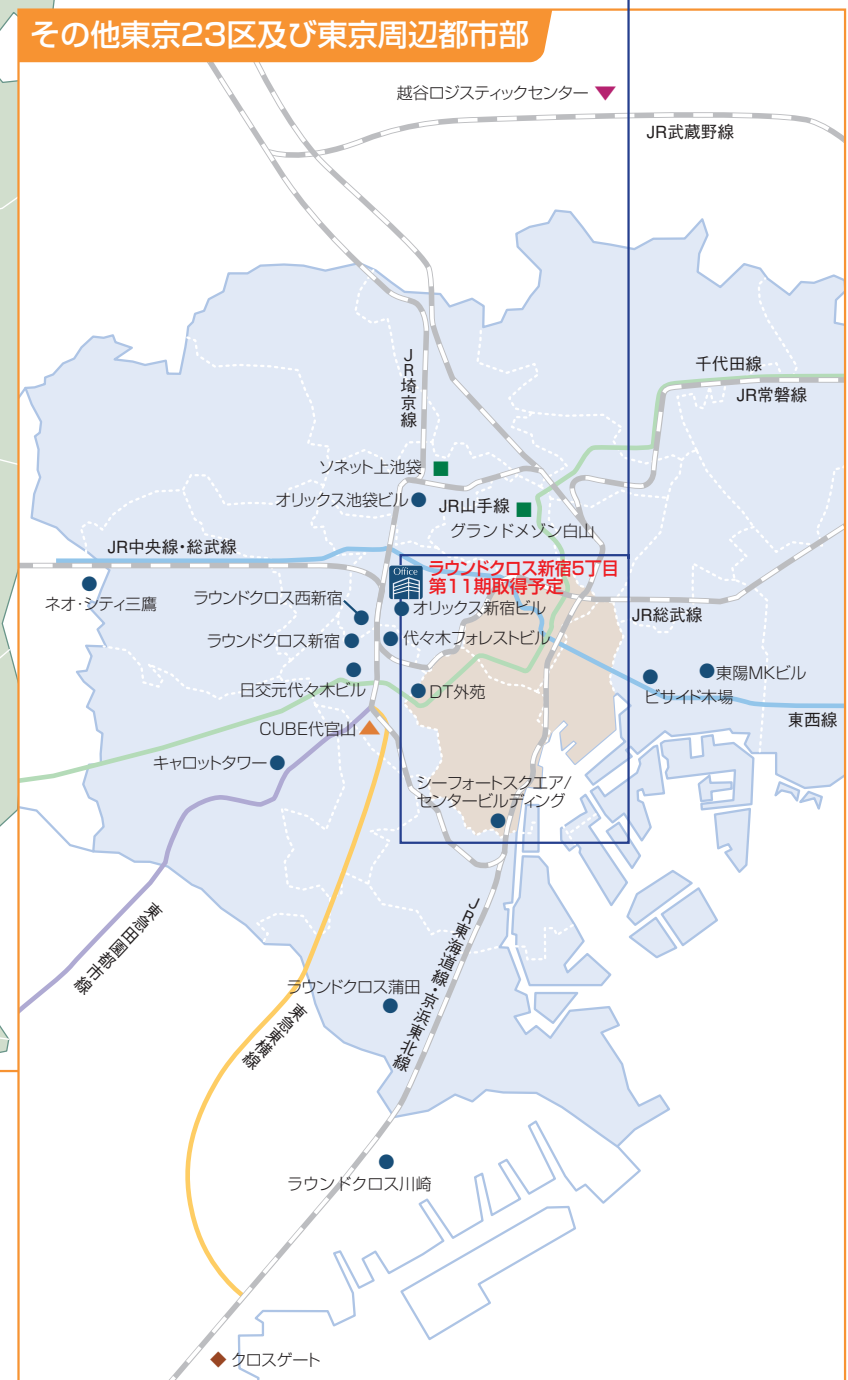 その他東京23区及び東京周辺都市部
越谷ロジスティックセンター
JR武蔵野線
JR埼京線
千代田線
JR常磐線
ソネット上池袋
オリックス池袋ビル
JR山手線
グランドメゾン白山
JR中央線・総武線
ネオ・シティ三鷹
Office
ラウンドクロス新宿5丁目
第11期取得予定
ラウンドクロス西新宿
オリックス新宿ビル
JR総武線
ラウンドクロス新宿
代々木フォレストビル
日交元代々木ビル
DT外苑
東陽MKビル
ビサイド木場
東西線
CUBE代官山
キャロットタワー
シーフォートスクエア/
センタービルディング
東急田園都市線
JR東海道線・京浜東北線
ラウンドクロス蒲田
東急東横線
ラウンドクロス川崎
クロスゲート